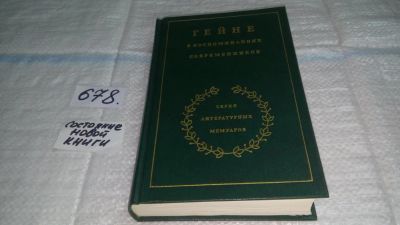 678.
состояние
новой
книги
ГЕЙНЕ
В ВОСПОМИНАНИЯХ
СОВРЕМЕННИКОВ
СЕРИЯ
ЛИТЕРАТУРНЫХ
МЕМУАРОВ